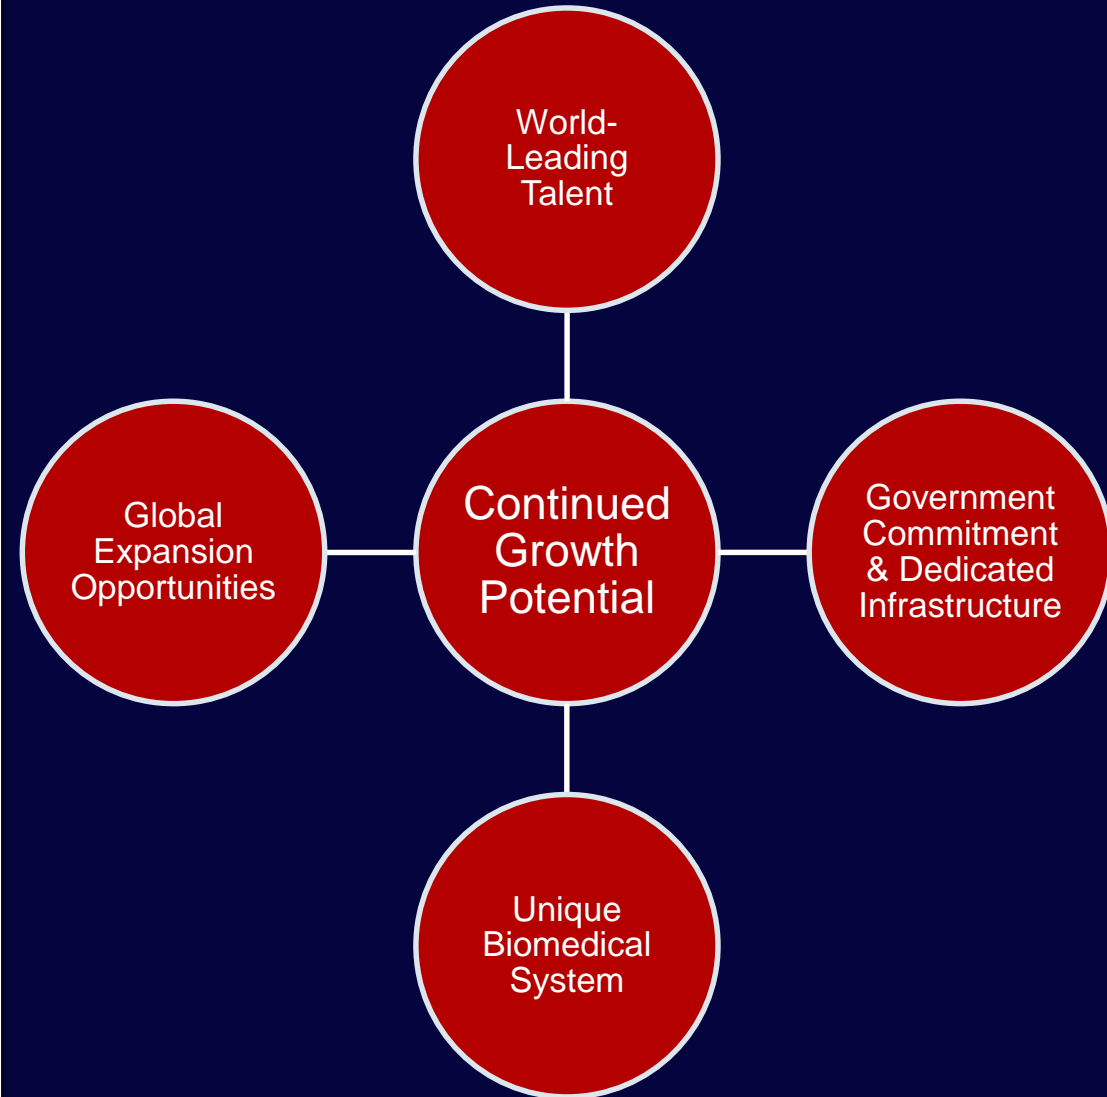 World-
Leading
Talent
Global
Expansion
Opportunities
Continued
Growth
Potential
Government
Commitment
& Dedicated
Infrastructure
Unique
Biomedical
System